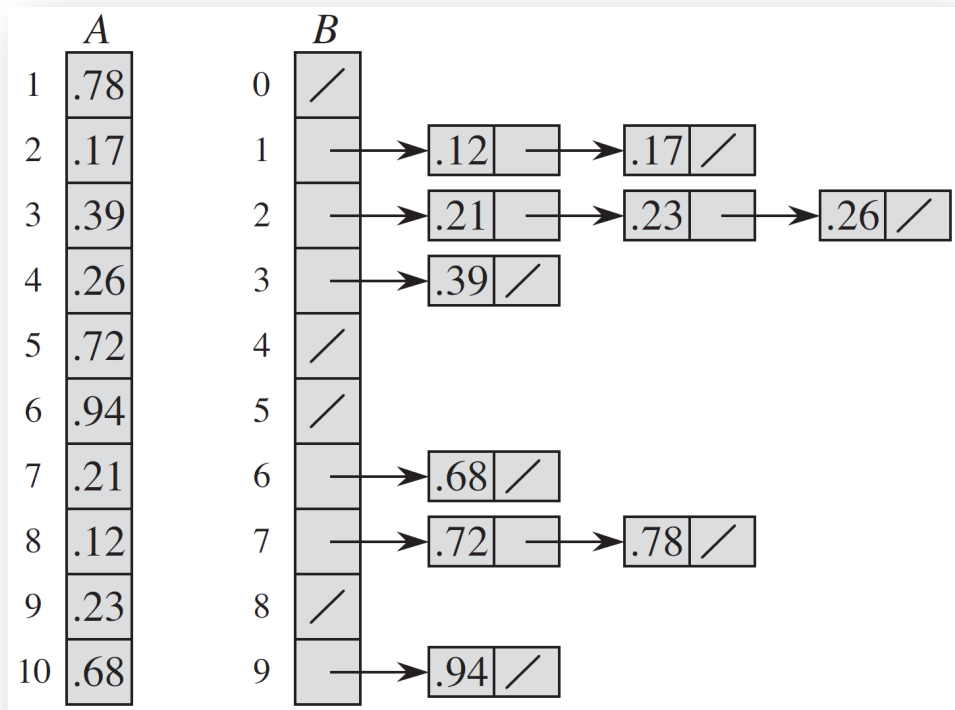 A B
1 .78 0
2 .17 1 .12 .17
3 .39 2 .21 .23 .26
4 .26 3 .39
5 .72 4
6 .94 5
7 .21 6 .68
8 .12 7 .72 .78
9 .23 8
10 .68 9 .94